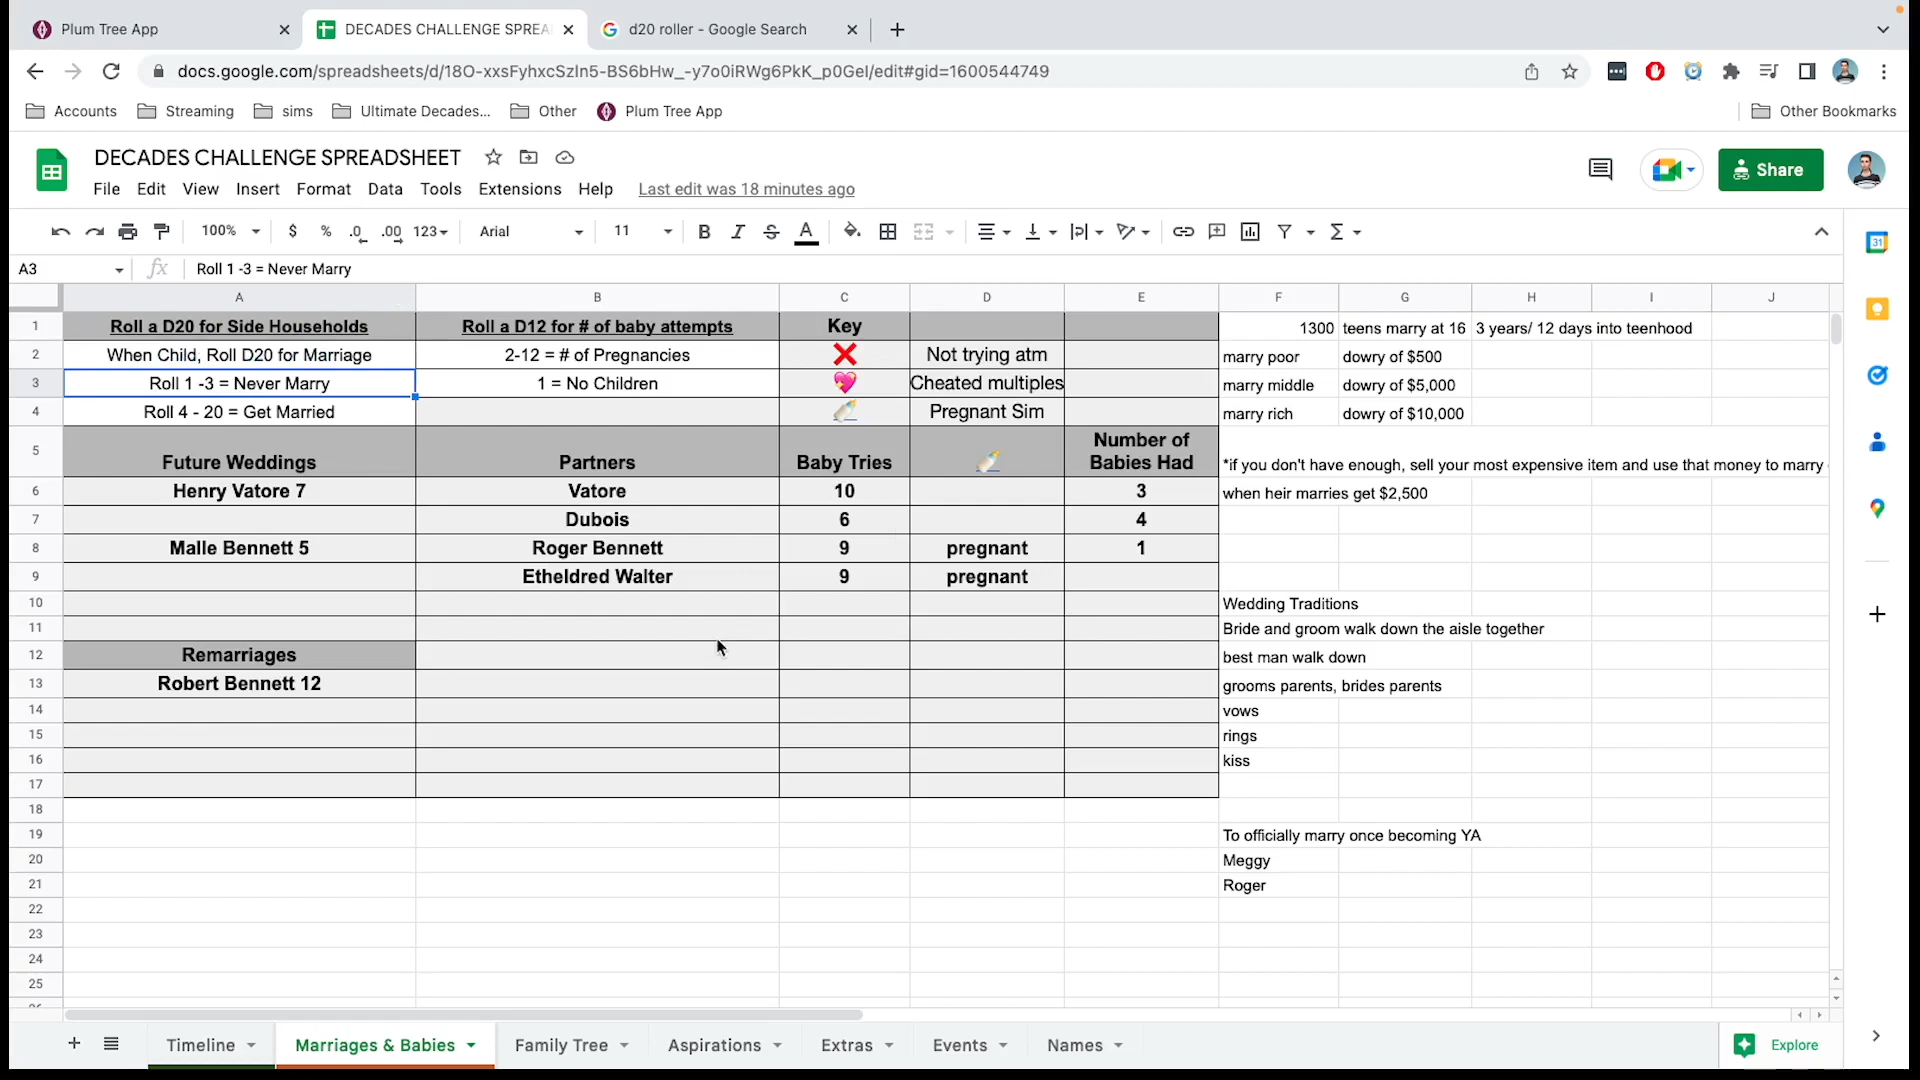 Plum Tree App
DECADES CHALLENGE SPREA
d20 roller - Google Search
docs.google.com/spreadsheets/d/18O-xxsFyhxcSzIn5-BS6bHw_-y7o0iRWg6PkK_p0GeI/edit#gid=1600544749
Accounts Streaming sims Ultimate Decades... Other Plum Tree App Other Bookmarks
DECADES CHALLENGE SPREADSHEET
File Edit View Insert Format Data Tools Extensions Help Last edit was 18 minutes ago
Share
100% $ % .0 .00 123 Arial 11 B I S A
A3 fx Roll 1 -3 = Never Marry
A B C D E F G H I J
1 Roll a D20 for Side Households Roll a D12 for # of baby attempts Key 1300 teens marry at 16 3 years/ 12 days into teenhood
2 When Child, Roll D20 for Marriage 2-12 = # of Pregnancies ❌ Not trying atm marry poor dowry of $500
3 Roll 1 -3 = Never Marry 1 = No Children 💖 Cheated multiples marry middle dowry of $5,000
4 Roll 4 - 20 = Get Married 🍼 Pregnant Sim marry rich dowry of $10,000
5 Future Weddings Partners Baby Tries 🍼 Number of Babies Had *if you don't have enough, sell your most expensive item and use that money to marry
6 Henry Vatore 7 Vatore 10 3 when heir marries get $2,500
7 Dubois 6 4
8 Malle Bennett 5 Roger Bennett 9 pregnant 1
9 Etheldred Walter 9 pregnant
10 Wedding Traditions
11 Bride and groom walk down the aisle together
12 Remarriages best man walk down
13 Robert Bennett 12 grooms parents, brides parents
14 vows
15 rings
16 kiss
17
18
19 To officially marry once becoming YA
20 Meggy
21 Roger
22
23
24
25
Timeline Marriages & Babies Family Tree Aspirations Extras Events Names Explore
31